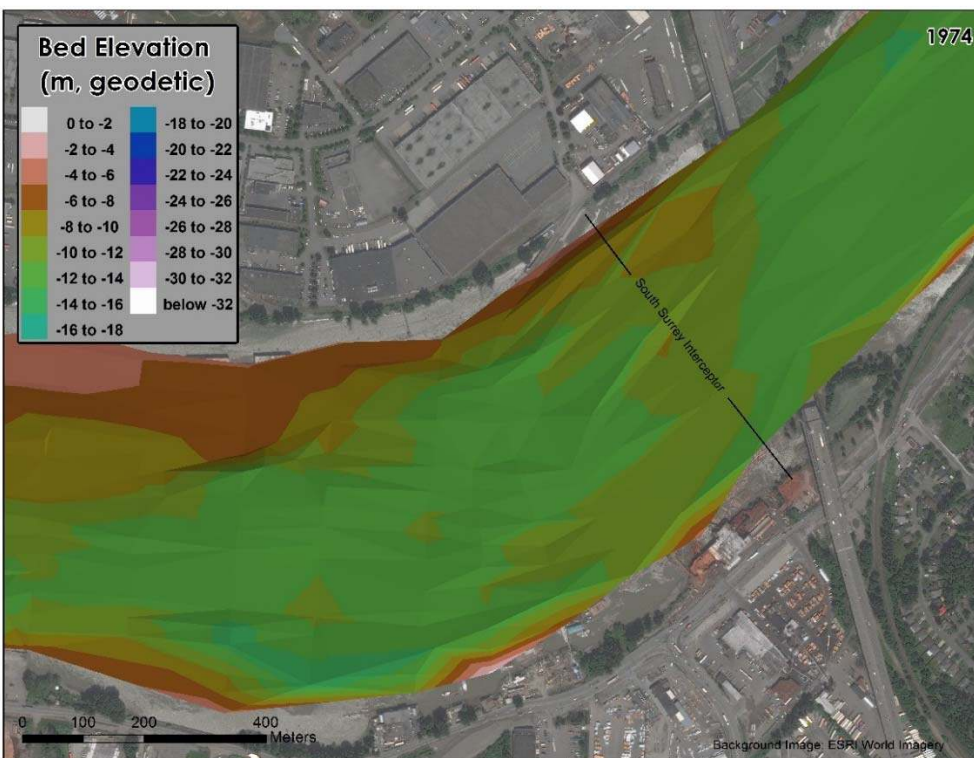 Bed Elevation
(m, geodetic)
0 to -2
-2 to -4
-4 to -6
-6 to -8
-8 to -10
-10 to -12
-12 to -14
-14 to -16
-16 to -18
-18 to -20
-20 to -22
-22 to -24
-24 to -26
-26 to -28
-28 to -30
-30 to -32
below -32
1974
South Surrey Interceptor
0 100 200 400
Meters
Background Image: ESRI World Imagery